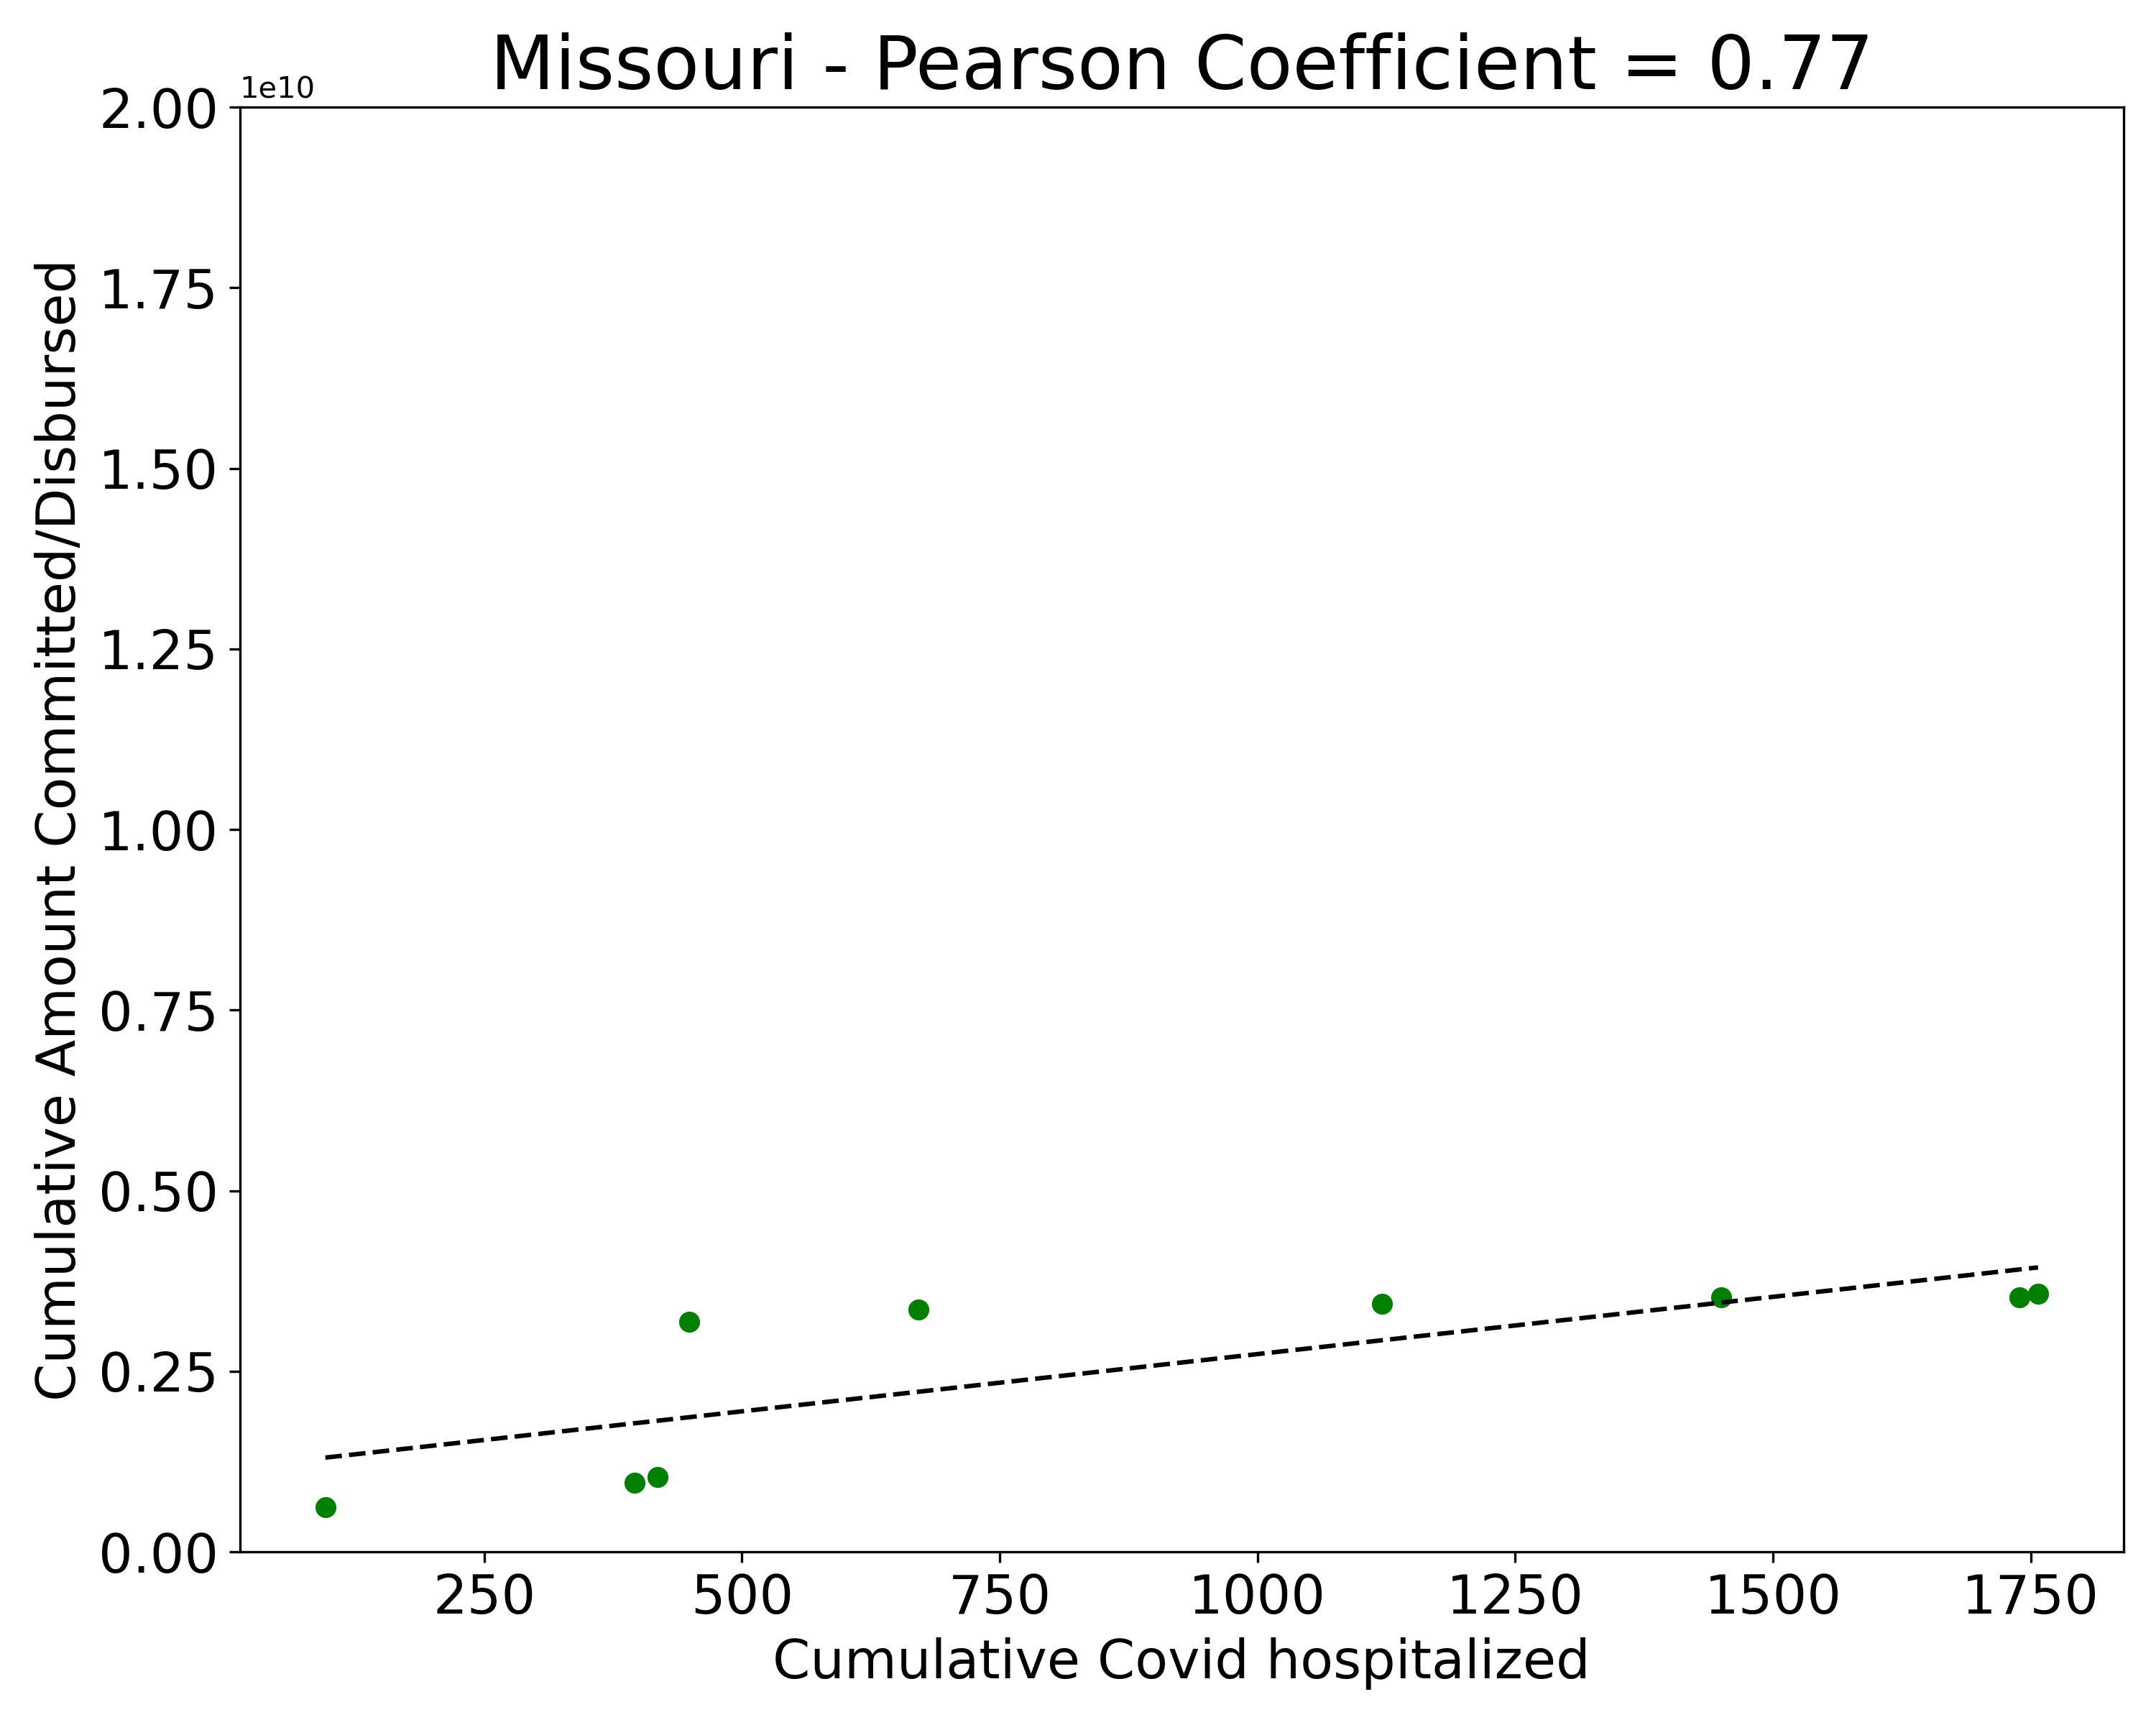 Missouri - Pearson Coefficient = 0.77
1e10
2.00
1.75
1.50
1.25
1.00
0.75
0.50
0.25
0.00
Cumulative Amount Committed/Disbursed
250 500 750 1000 1250 1500 1750
Cumulative Covid hospitalized